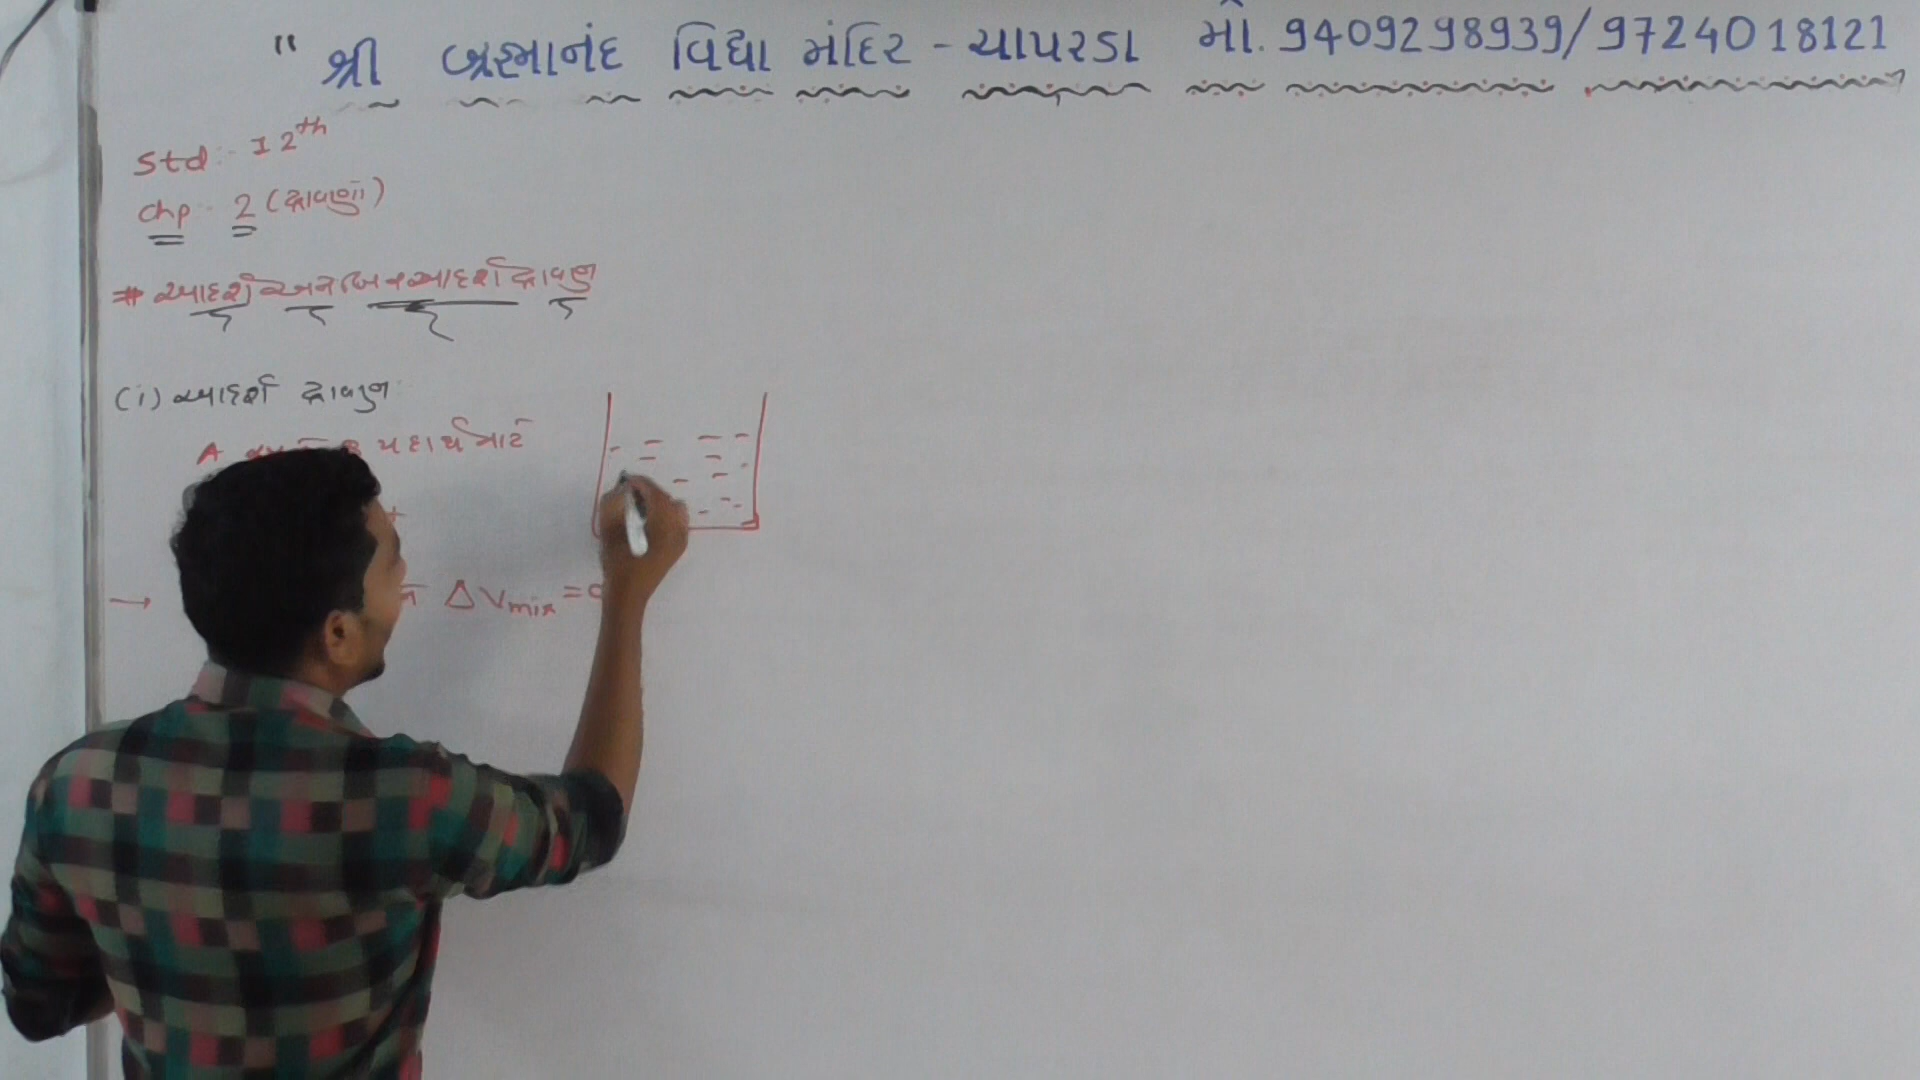 " શ્રી બ્રહ્માનંદ વિદ્યા મંદિર - ચાપરડા મો. 9409298939/9724018121
Std :- 12th
Chp - 2 (દ્રાવણો)
# આદર્શ અને બિનઆદર્શ દ્રાવણ
(i) આદર્શ દ્રાવણ :
A B પદાર્થ માટે
+
→ ΔVmix = 0